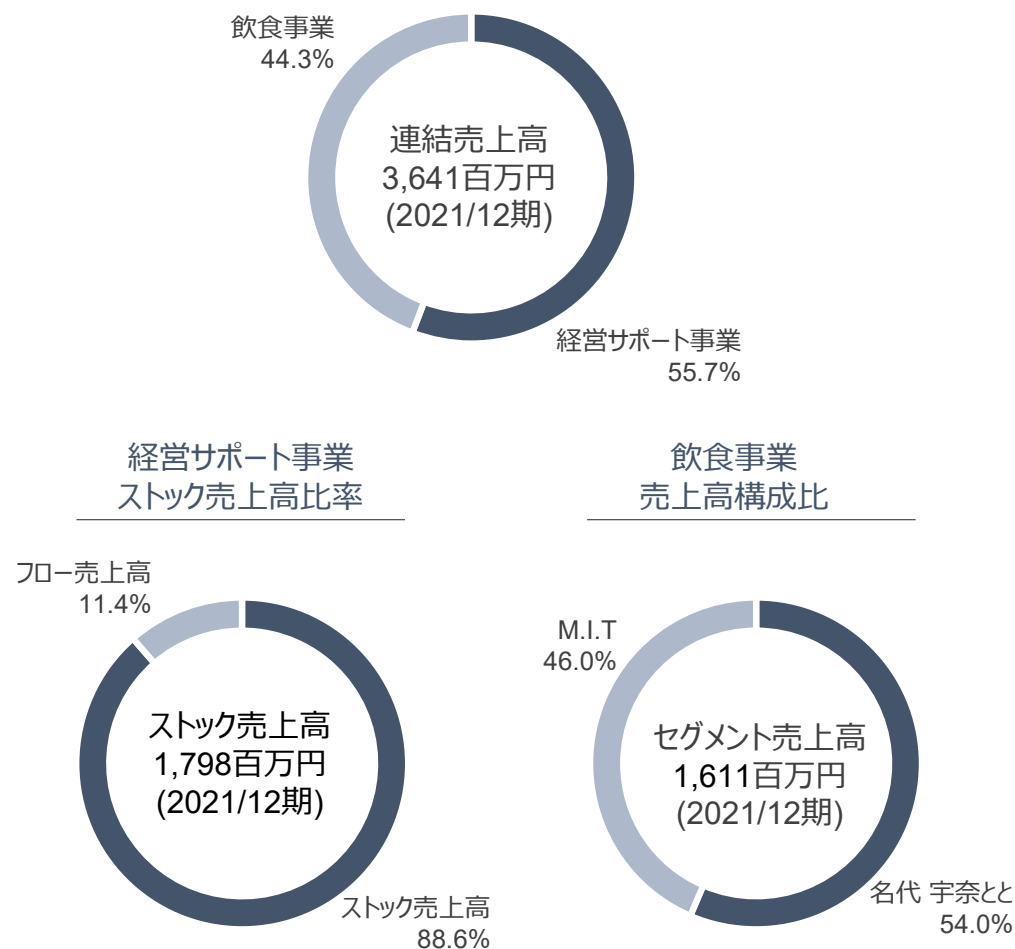 飲食事業
44.3%
連結売上高
3,641百万円
(2021/12期)
経営サポート事業
55.7%
経営サポート事業
ストック売上高比率
フロー売上高
11.4%
ストック売上高
1,798百万円
(2021/12期)
ストック売上高
88.6%
飲食事業
売上高構成比
M.I.T
46.0%
セグメント売上高
1,611百万円
(2021/12期)
名代 宇奈とと
54.0%